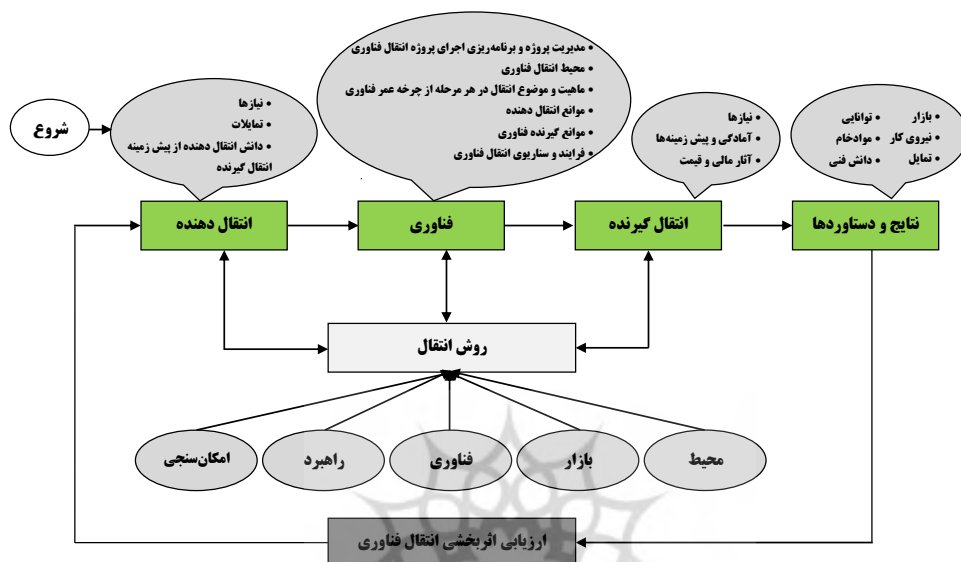 شروع
• نیازها
• تمایلات
• دانش انتقال دهنده از پیش زمینه
انتقال گیرنده
• مدیریت پروژه و برنامه‌ریزی اجرای پروژه انتقال فناوری
• محیط انتقال فناوری
• ماهیت و موضوع انتقال در هر مرحله از چرخه عمر فناوری
• موانع انتقال دهنده
• موانع گیرنده فناوری
• فرایند و سناریوی انتقال فناوری
• نیازها
• آمادگی و پیش زمینه‌ها
• آثار مالی و قیمت
• بازار
• نیروی کار
• تمایل
• توانایی
• موادخام
• دانش فنی
انتقال دهنده
فناوری
انتقال گیرنده
نتایج و دستاوردها
روش انتقال
امکان‌سنجی
راهبرد
فناوری
بازار
محیط
ارزیابی اثربخشی انتقال فناوری